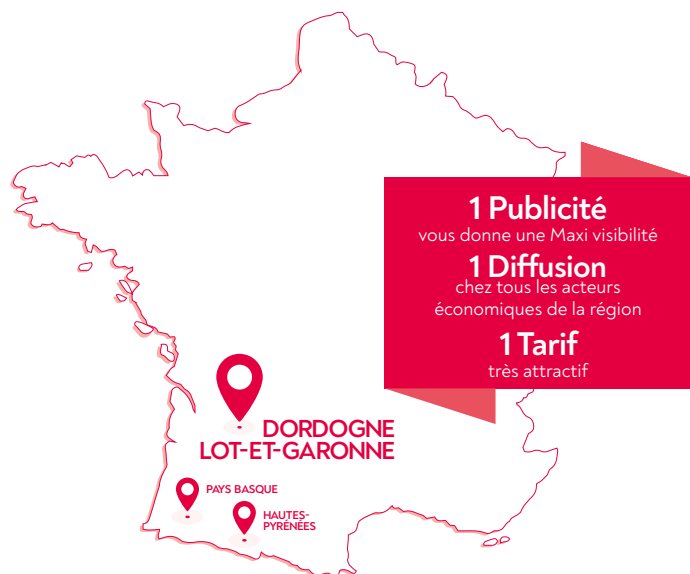 1 Publicité
vous donne une Maxi visibilité
1 Diffusion
chez tous les acteurs
économiques de la région
1 Tarif
très attractif
DORDOGNE
LOT-ET-GARONNE
PAYS BASQUE
HAUTES-
PYRÉNÉES